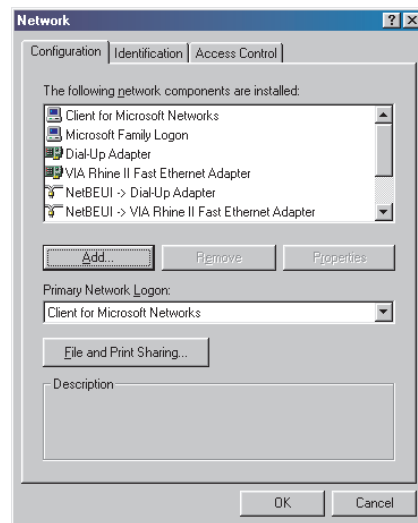 Network
Configuration Identification Access Control
The following network components are installed:
Client for Microsoft Networks
Microsoft Family Logon
Dial-Up Adapter
VIA Rhine II Fast Ethernet Adapter
NetBEUI -> Dial-Up Adapter
NetBEUI -> VIA Rhine II Fast Ethernet Adapter
Add... Remove Properties
Primary Network Logon:
Client for Microsoft Networks
File and Print Sharing...
Description
OK Cancel